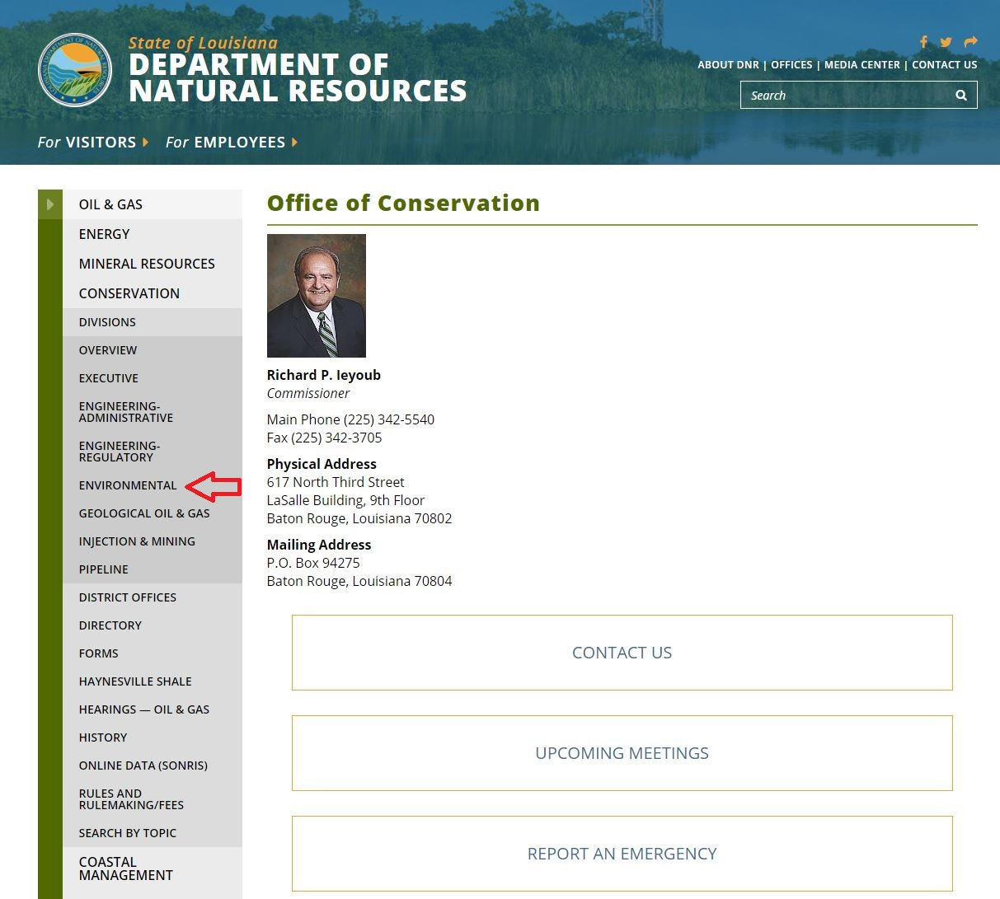 State of Louisiana
DEPARTMENT OF
NATURAL RESOURCES
ABOUT DNR | OFFICES | MEDIA CENTER | CONTACT US
Search
For VISITORS For EMPLOYEES
OIL & GAS
ENERGY
MINERAL RESOURCES
CONSERVATION
DIVISIONS
OVERVIEW
EXECUTIVE
ENGINEERING-
ADMINISTRATIVE
ENGINEERING-
REGULATORY
ENVIRONMENTAL
GEOLOGICAL OIL & GAS
INJECTION & MINING
PIPELINE
DISTRICT OFFICES
DIRECTORY
FORMS
HAYNESVILLE SHALE
HEARINGS — OIL & GAS
HISTORY
ONLINE DATA (SONRIS)
RULES AND
RULEMAKING/FEES
SEARCH BY TOPIC
COASTAL
MANAGEMENT
Office of Conservation
Richard P. Ieyoub
Commissioner
Main Phone (225) 342-5540
Fax (225) 342-3705
Physical Address
617 North Third Street
LaSalle Building, 9th Floor
Baton Rouge, Louisiana 70802
Mailing Address
P.O. Box 94275
Baton Rouge, Louisiana 70804
CONTACT US
UPCOMING MEETINGS
REPORT AN EMERGENCY